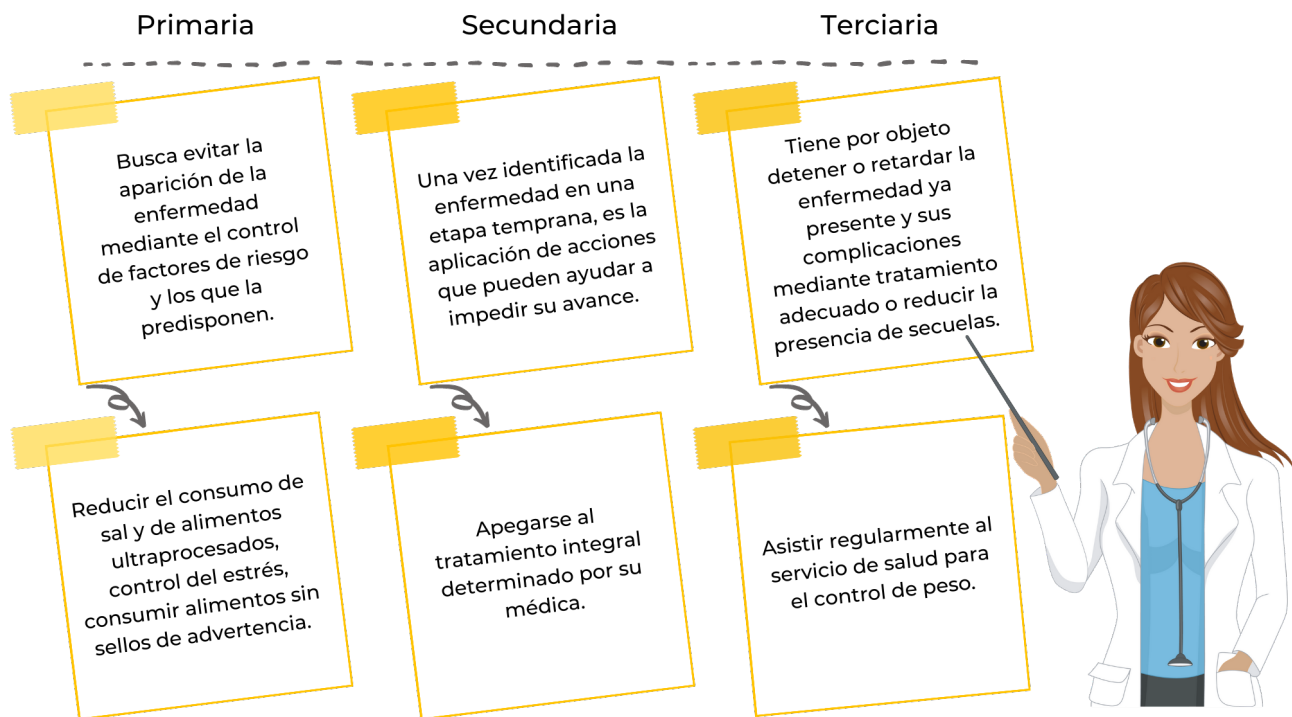 Primaria
Secundaria
Terciaria
Busca evitar la
aparición de la
enfermedad
mediante el control
de factores de riesgo
y los que la
predisponen.
Una vez identificada la
enfermedad en una
etapa temprana, es la
aplicación de acciones
que pueden ayudar a
impedir su avance.
Tiene por objeto
detener o retardar la
enfermedad ya
presente y sus
complicaciones
mediante tratamiento
adecuado o reducir la
presencia de secuelas.
Reducir el consumo de
sal y de alimentos
ultraprocesados,
control del estrés,
consumir alimentos sin
sellos de advertencia.
Apegarse al
tratamiento integral
determinado por su
médica.
Asistir regularmente al
servicio de salud para
el control de peso.